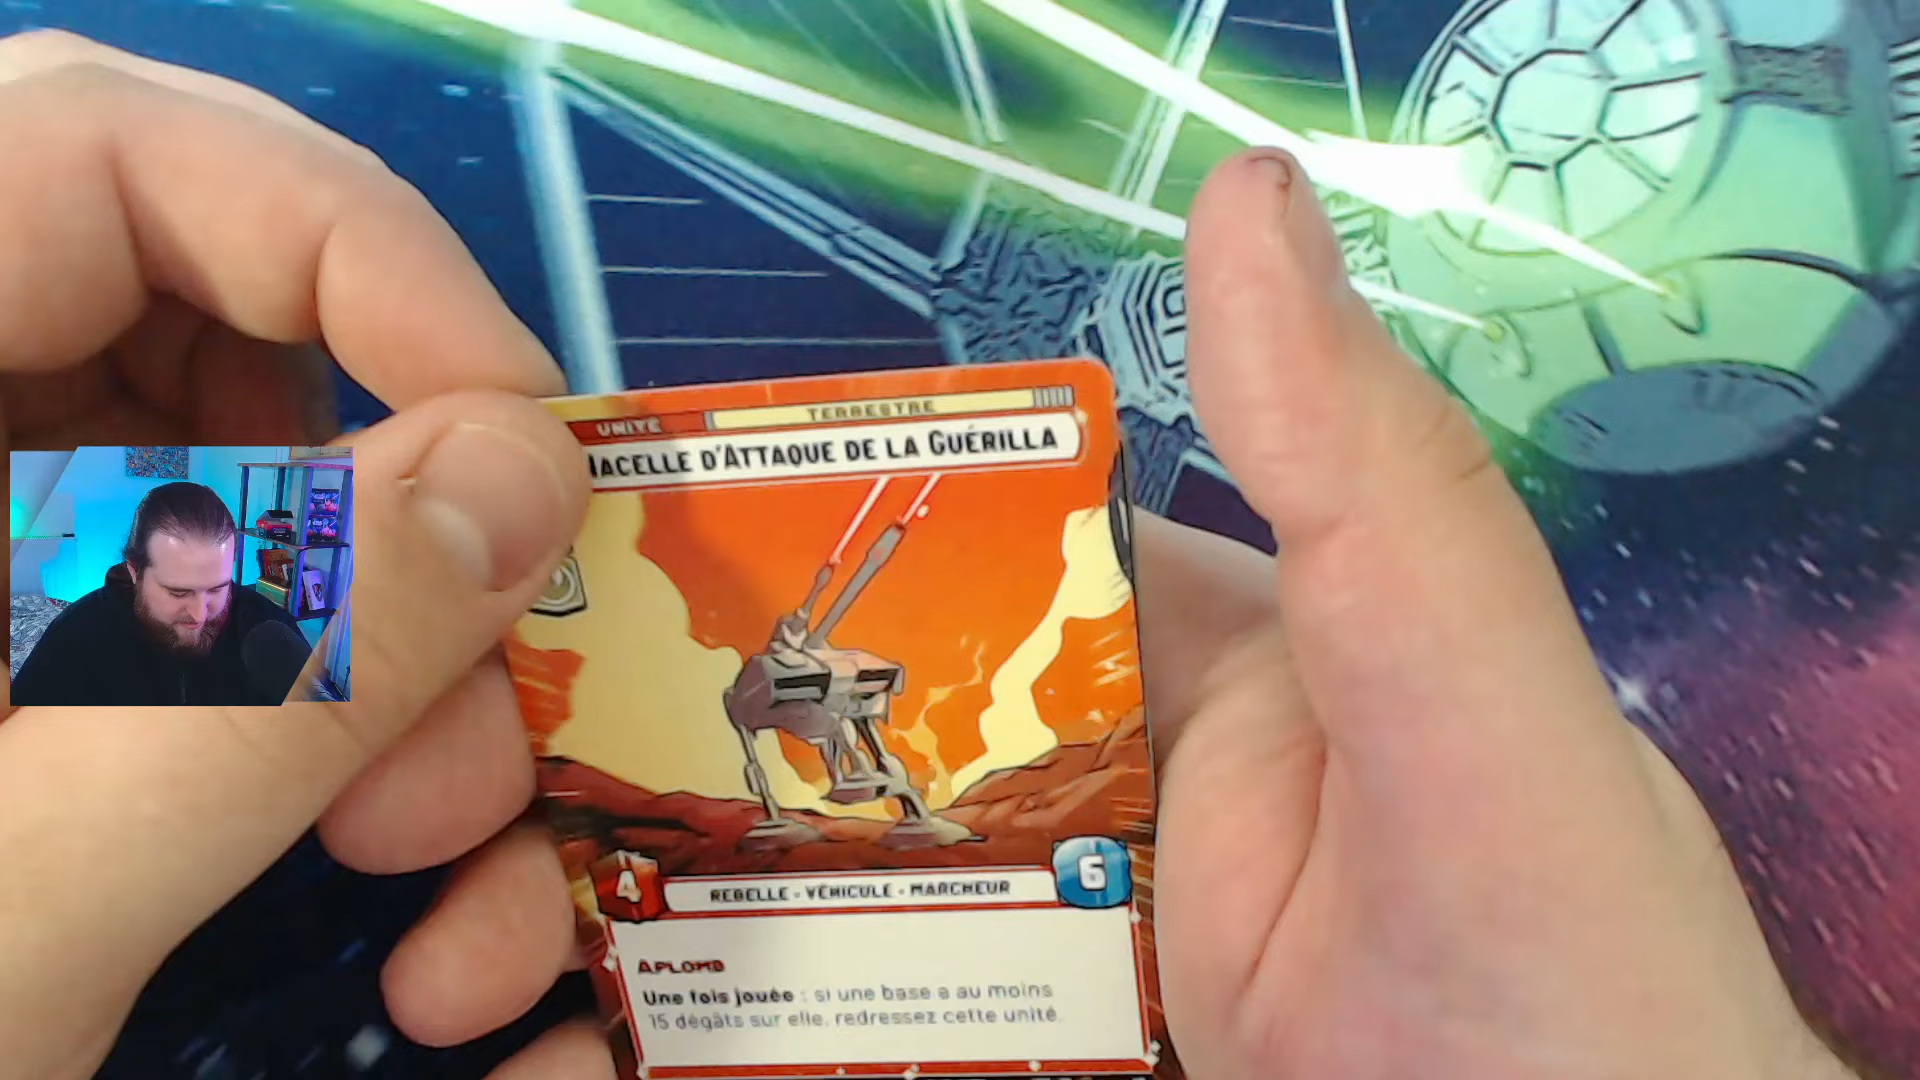 UNITÉ
TERRESTRE
NACELLE D'ATTAQUE DE LA GUÉRILLA
4
REBELLE • VÉHICULE • MARCHEUR
6
APLOMB
Une fois jouée : si une base a au moins
15 dégâts sur elle, redressez cette unité.